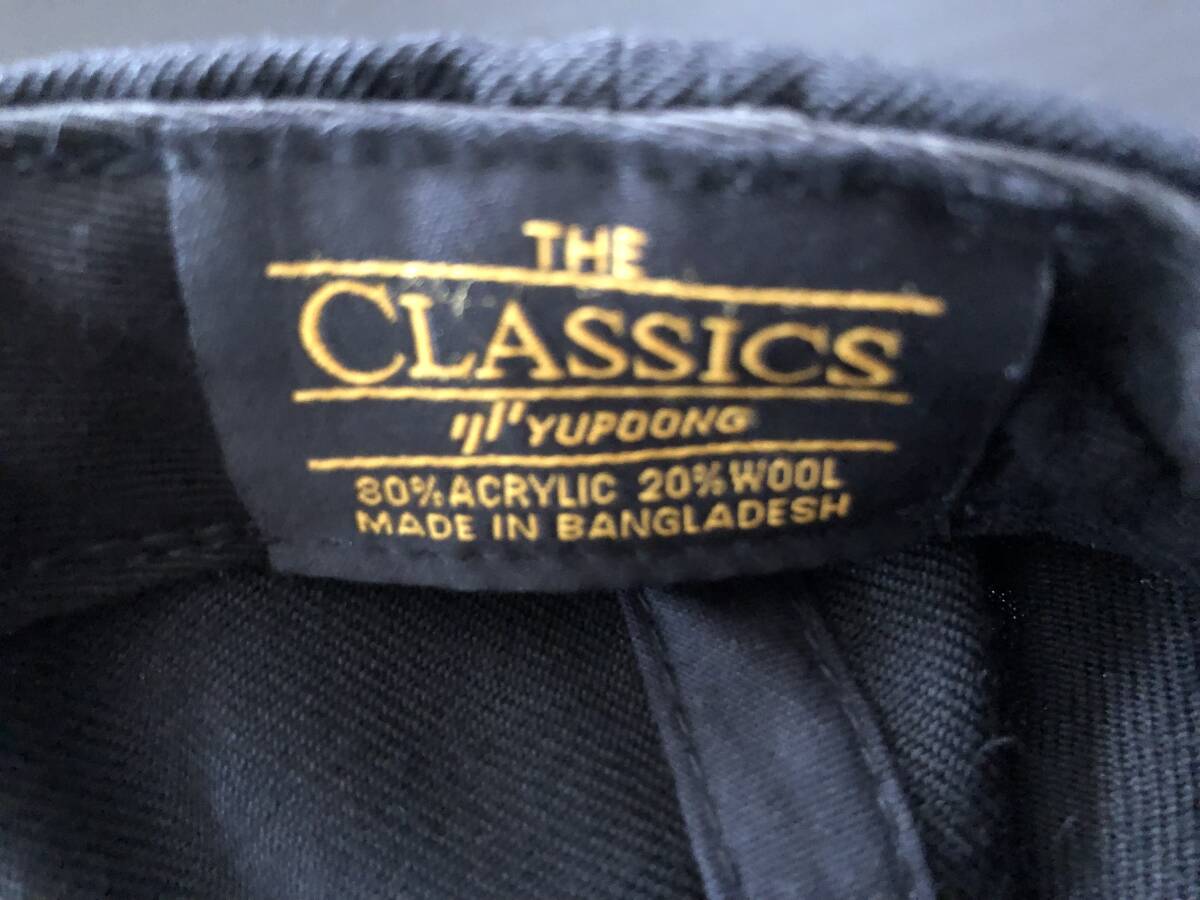 THE
CLASSICS
YUPOONG
80% ACRYLIC 20% WOOL
MADE IN BANGLADESH